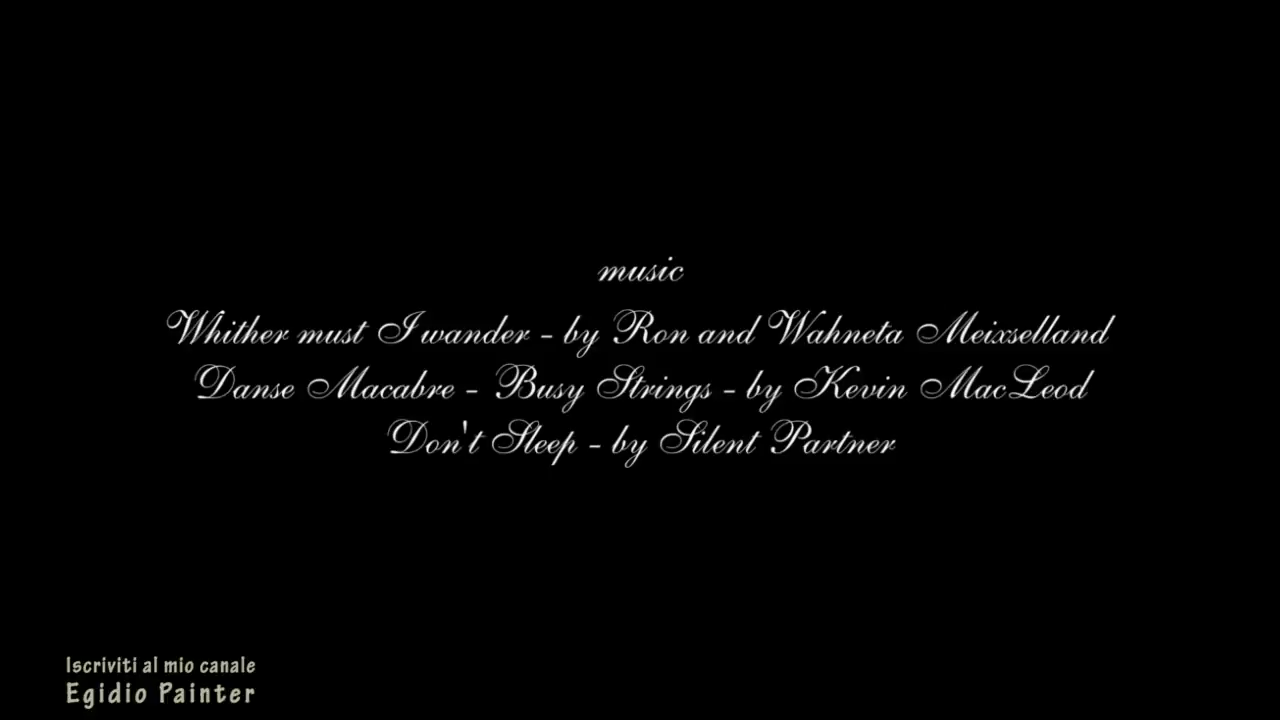 music
Whither must I wander - by Ron and Wahneta Meixselland
Danse Macabre - Busy Strings - by Kevin MacLeod
Don't Sleep - by Silent Partner
Iscriviti al mio canale
Egidio Painter